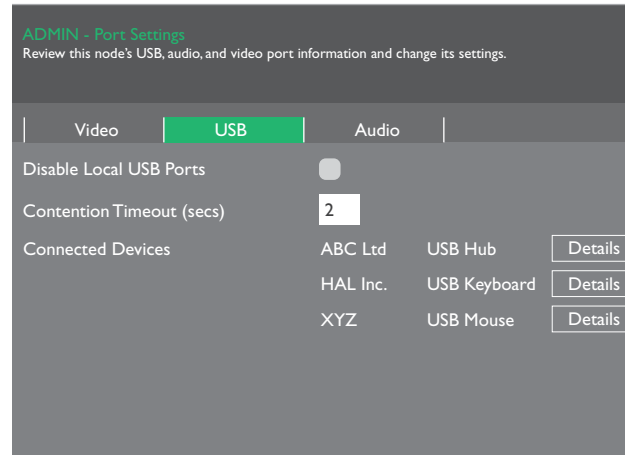 ADMIN - Port Settings
Review this node's USB, audio, and video port information and change its settings.
Video USB Audio
Disable Local USB Ports
Contention Timeout (secs) 2
Connected Devices ABC Ltd USB Hub Details
HAL Inc. USB Keyboard Details
XYZ USB Mouse Details